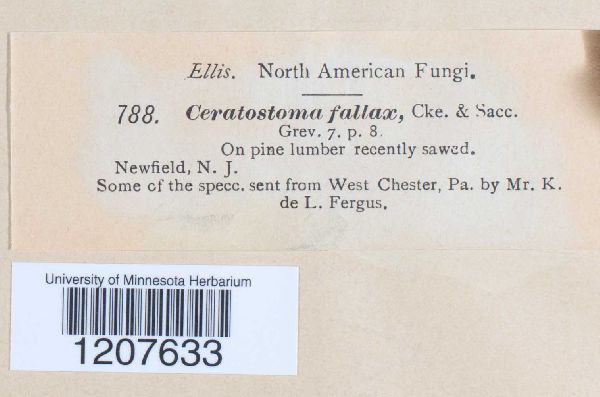 Ellis. North American Fungi.
788. Ceratostoma fallax, Cke. & Sacc.
Grev. 7. p. 8.
On pine lumber recently sawed.
Newfield, N. J.
Some of the specc. sent from West Chester, Pa. by Mr. K.
de L. Fergus.
University of Minnesota Herbarium
1207633